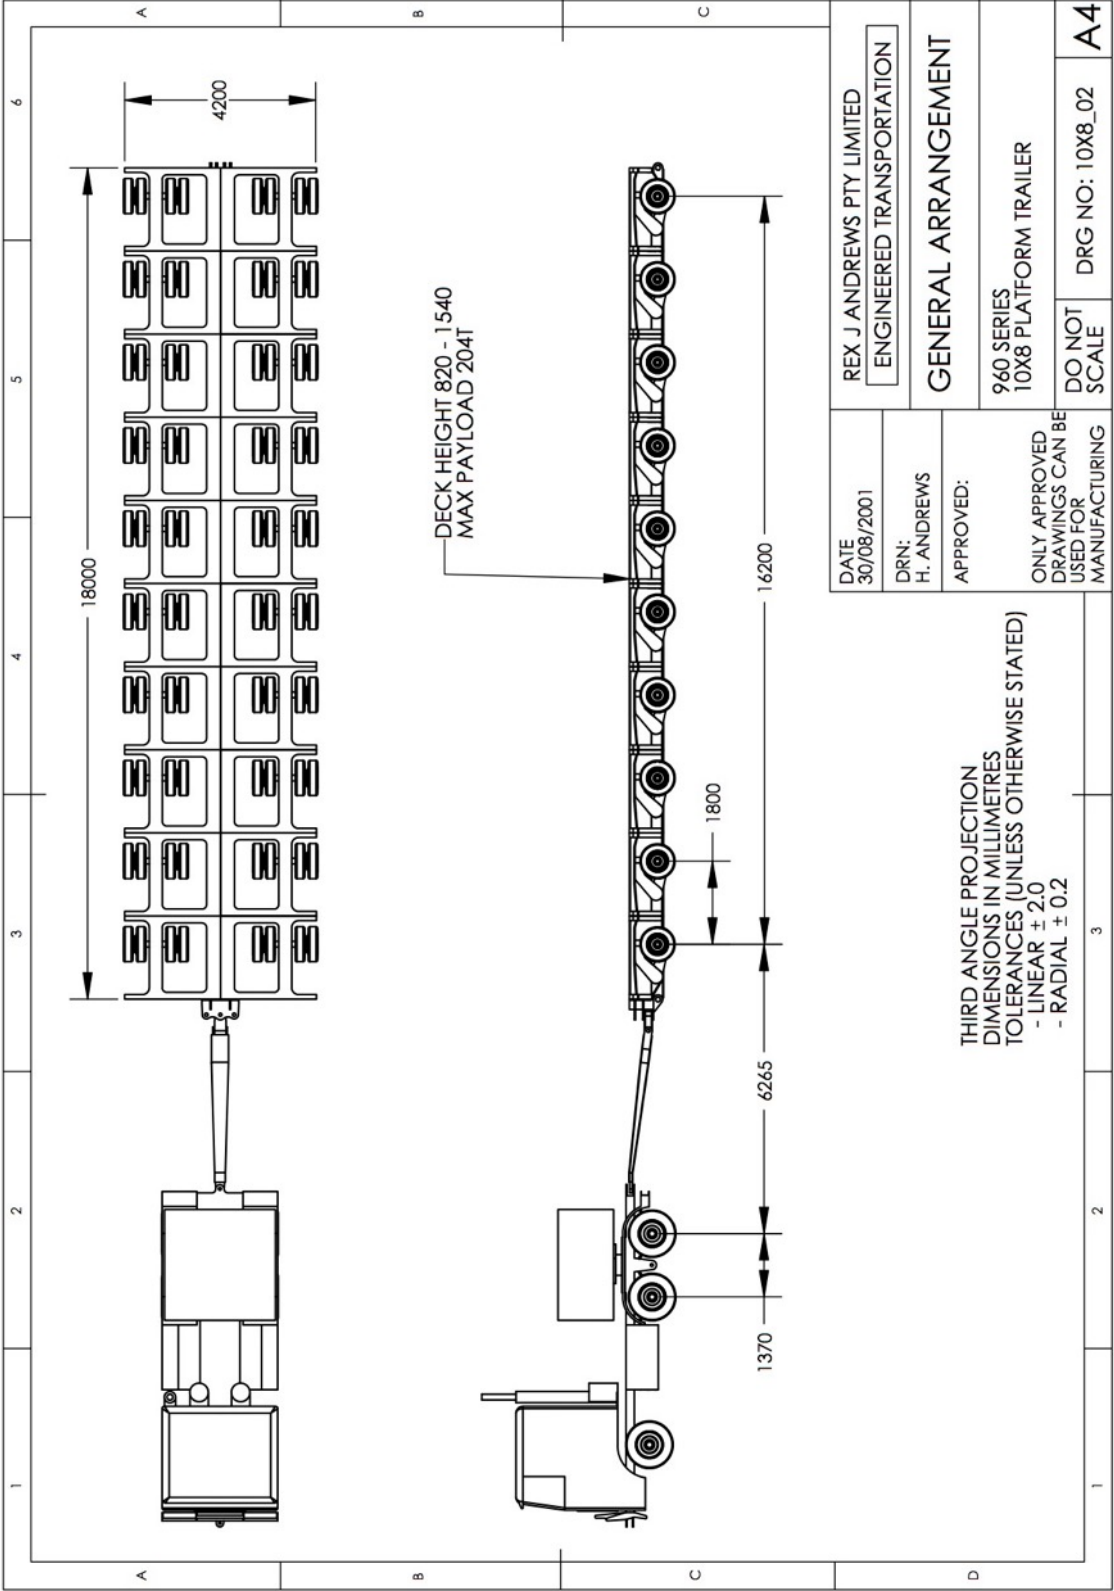 1
2
3
4
5
6
A
A
18000
4200
B
B
DECK HEIGHT 820 - 1540
MAX PAYLOAD 204T
C
C
1370
6265
1800
16200
D
THIRD ANGLE PROJECTION
DIMENSIONS IN MILLIMETRES
TOLERANCES (UNLESS OTHERWISE STATED)
- LINEAR ± 2.0
- RADIAL ± 0.2
DATE
30/08/2001
DRN:
H. ANDREWS
APPROVED:
ONLY APPROVED
DRAWINGS CAN BE
USED FOR
MANUFACTURING
REX J ANDREWS PTY LIMITED
ENGINEERED TRANSPORTATION
GENERAL ARRANGEMENT
960 SERIES
10X8 PLATFORM TRAILER
DO NOT
SCALE
DRG NO: 10X8_02
A4
1
2
3